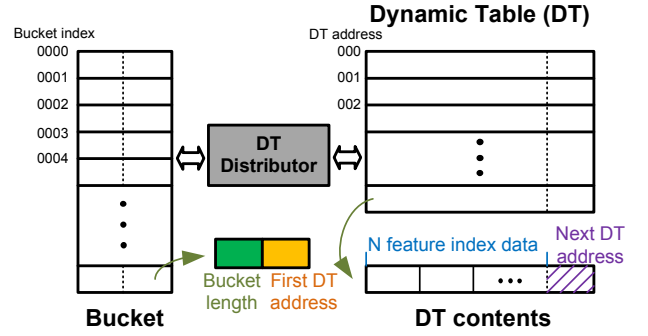 Dynamic Table (DT)
Bucket index
DT address
0000
0001
0002
0003
0004
000
001
002
DT
Distributor
N feature index data
Next DT
address
Bucket
length
First DT
address
Bucket
DT contents